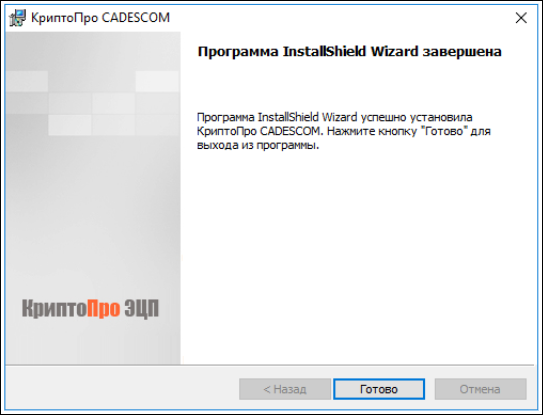 КриптоПро CADESCOM
Программа InstallShield Wizard завершена
Программа InstallShield Wizard успешно установила
КриптоПро CADESCOM. Нажмите кнопку "Готово" для
выхода из программы.
КриптоПро ЭЦП
< Назад
Готово
Отмена